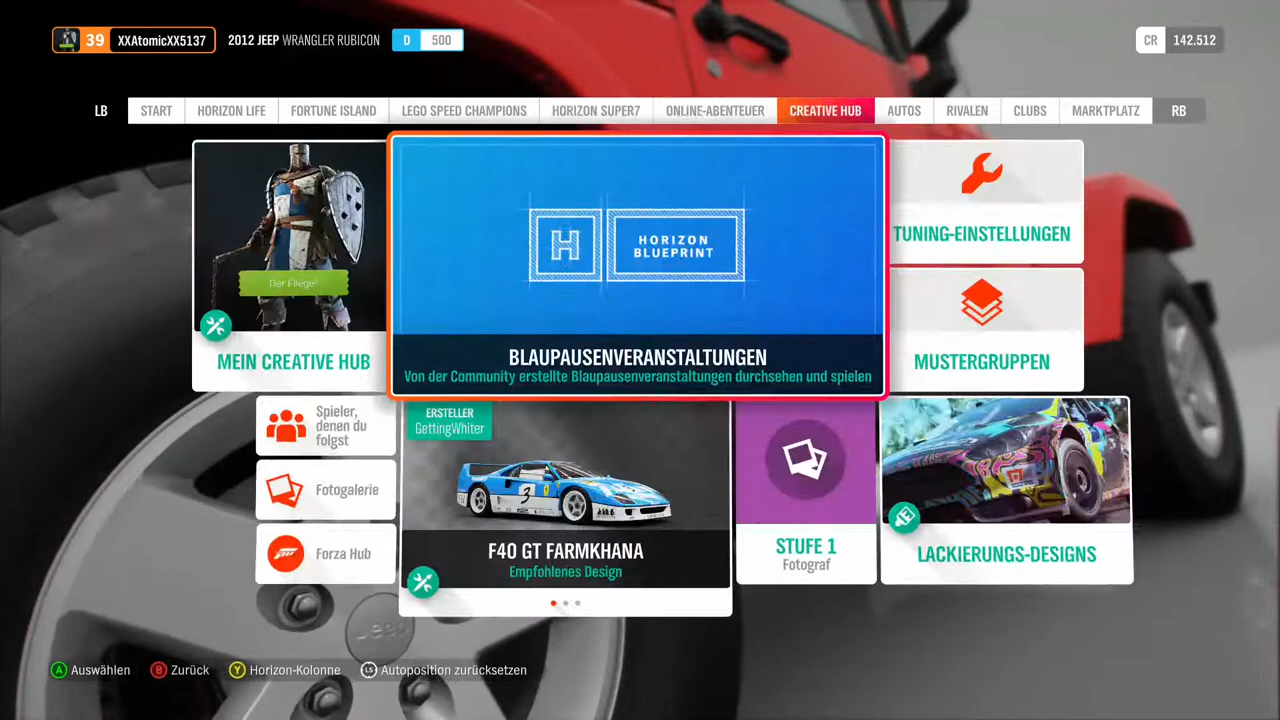 39 XXAtomicXX5137 2012 JEEP WRANGLER RUBICON D 500
CR 142.512
LB START HORIZON LIFE FORTUNE ISLAND LEGO SPEED CHAMPIONS HORIZON SUPER7 ONLINE-ABENTEUER CREATIVE HUB AUTOS RIVALEN CLUBS MARKTPLATZ RB
Der Flieger
MEIN CREATIVE HUB
H
HORIZON
BLUEPRINT
BLAUPAUSENVERANSTALTUNGEN
Von der Community erstellte Blaupausenveranstaltungen durchsehen und spielen
TUNING-EINSTELLUNGEN
MUSTERGRUPPEN
Spieler,
denen du
folgst
Fotogalerie
Forza Hub
ERSTELLER
GettingWhiter
3
F40 GT FARMKHANA
Empfohlenes Design
STUFE 1
Fotograf
LACKIERUNGS-DESIGNS
Jeep
A Auswählen B Zurück Y Horizon-Kolonne LS Autoposition zurücksetzen